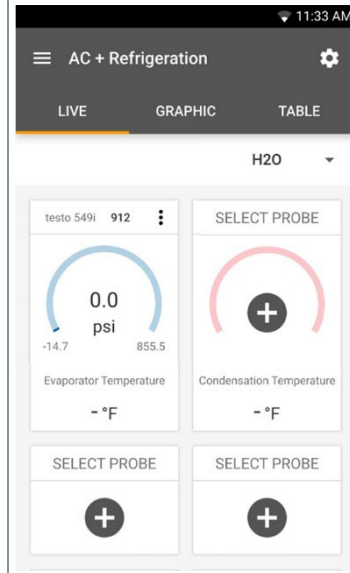 11:33 AM
AC + Refrigeration
LIVE GRAPHIC TABLE
H2O
testo 549i 912
SELECT PROBE
0.0
psi
-14.7 855.5
Evaporator Temperature
Condensation Temperature
- °F
- °F
SELECT PROBE
SELECT PROBE